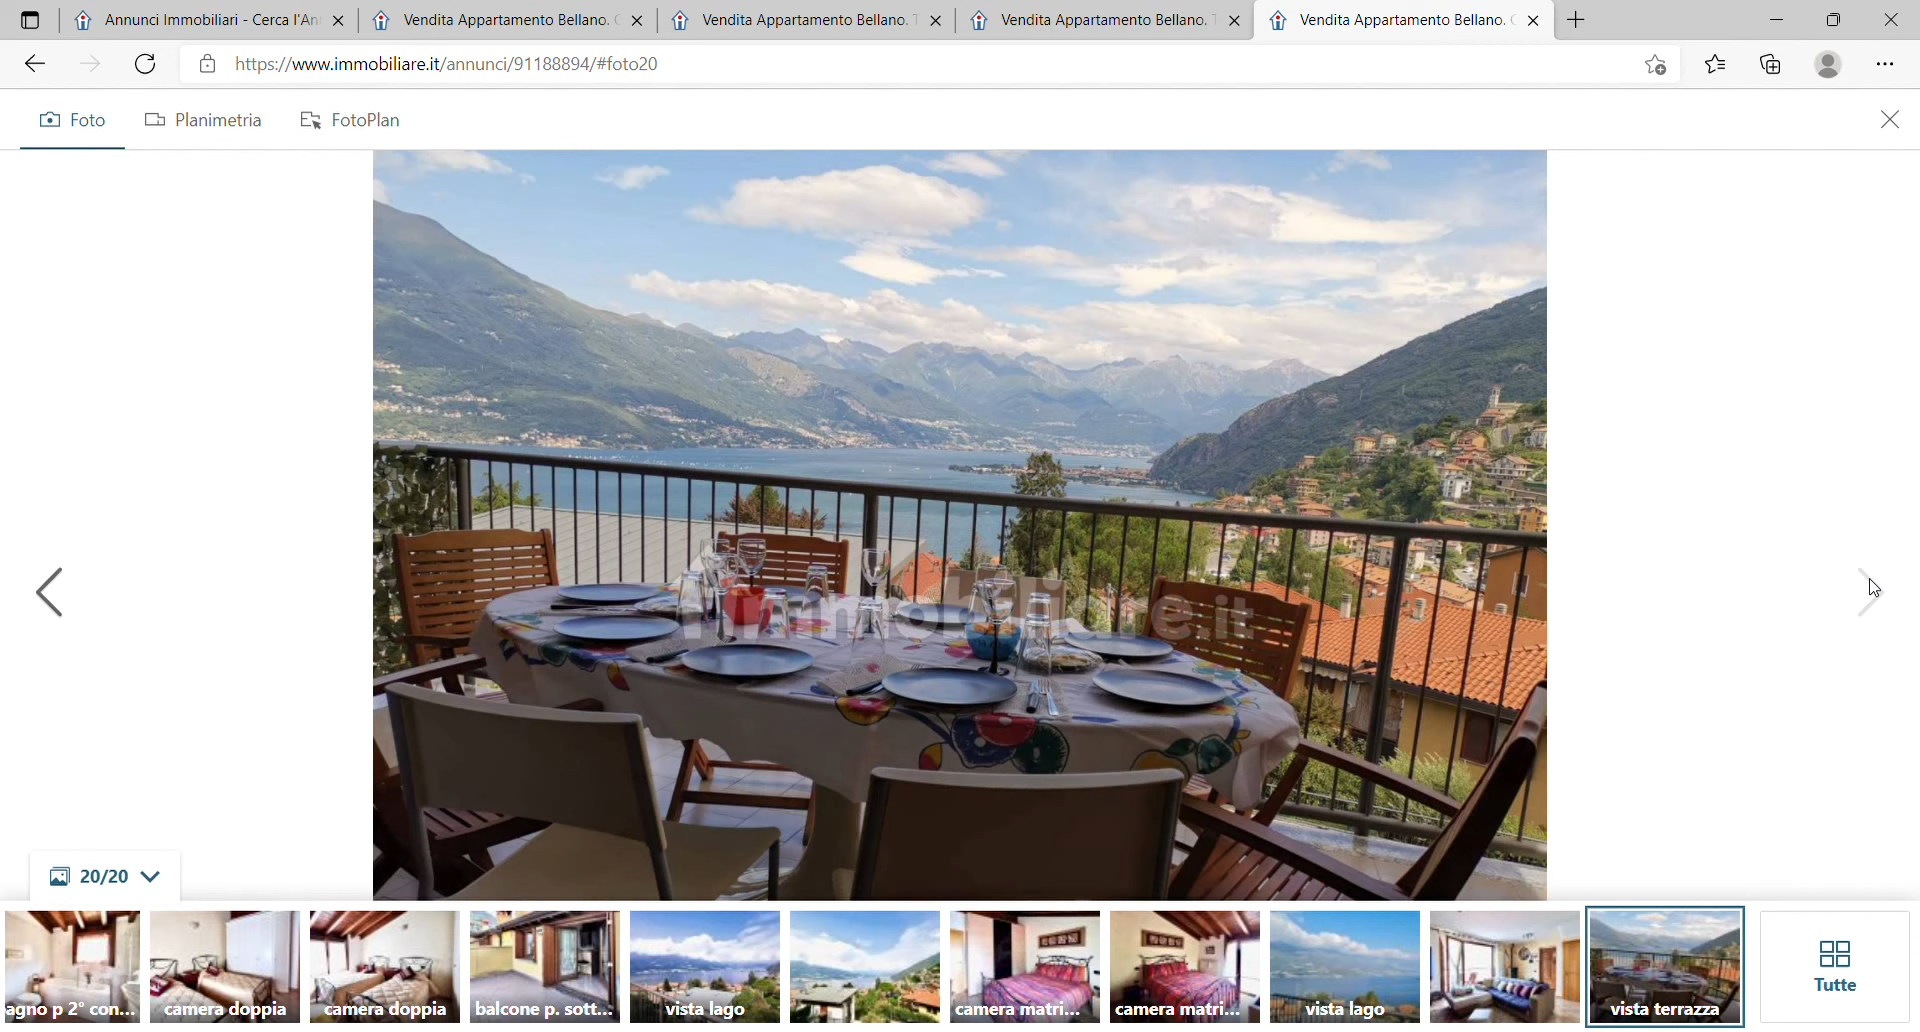 Annunci Immobiliari - Cerca l'An
Vendita Appartamento Bellano. C
Vendita Appartamento Bellano. T
Vendita Appartamento Bellano. T
Vendita Appartamento Bellano. C
https://www.immobiliare.it/annunci/91188894/#foto20
Foto
Planimetria
FotoPlan
immobiliare.it
20/20
agno p 2° con...
camera doppia
camera doppia
balcone p. sott...
vista lago
camera matri...
camera matri...
vista lago
vista terrazza
Tutte